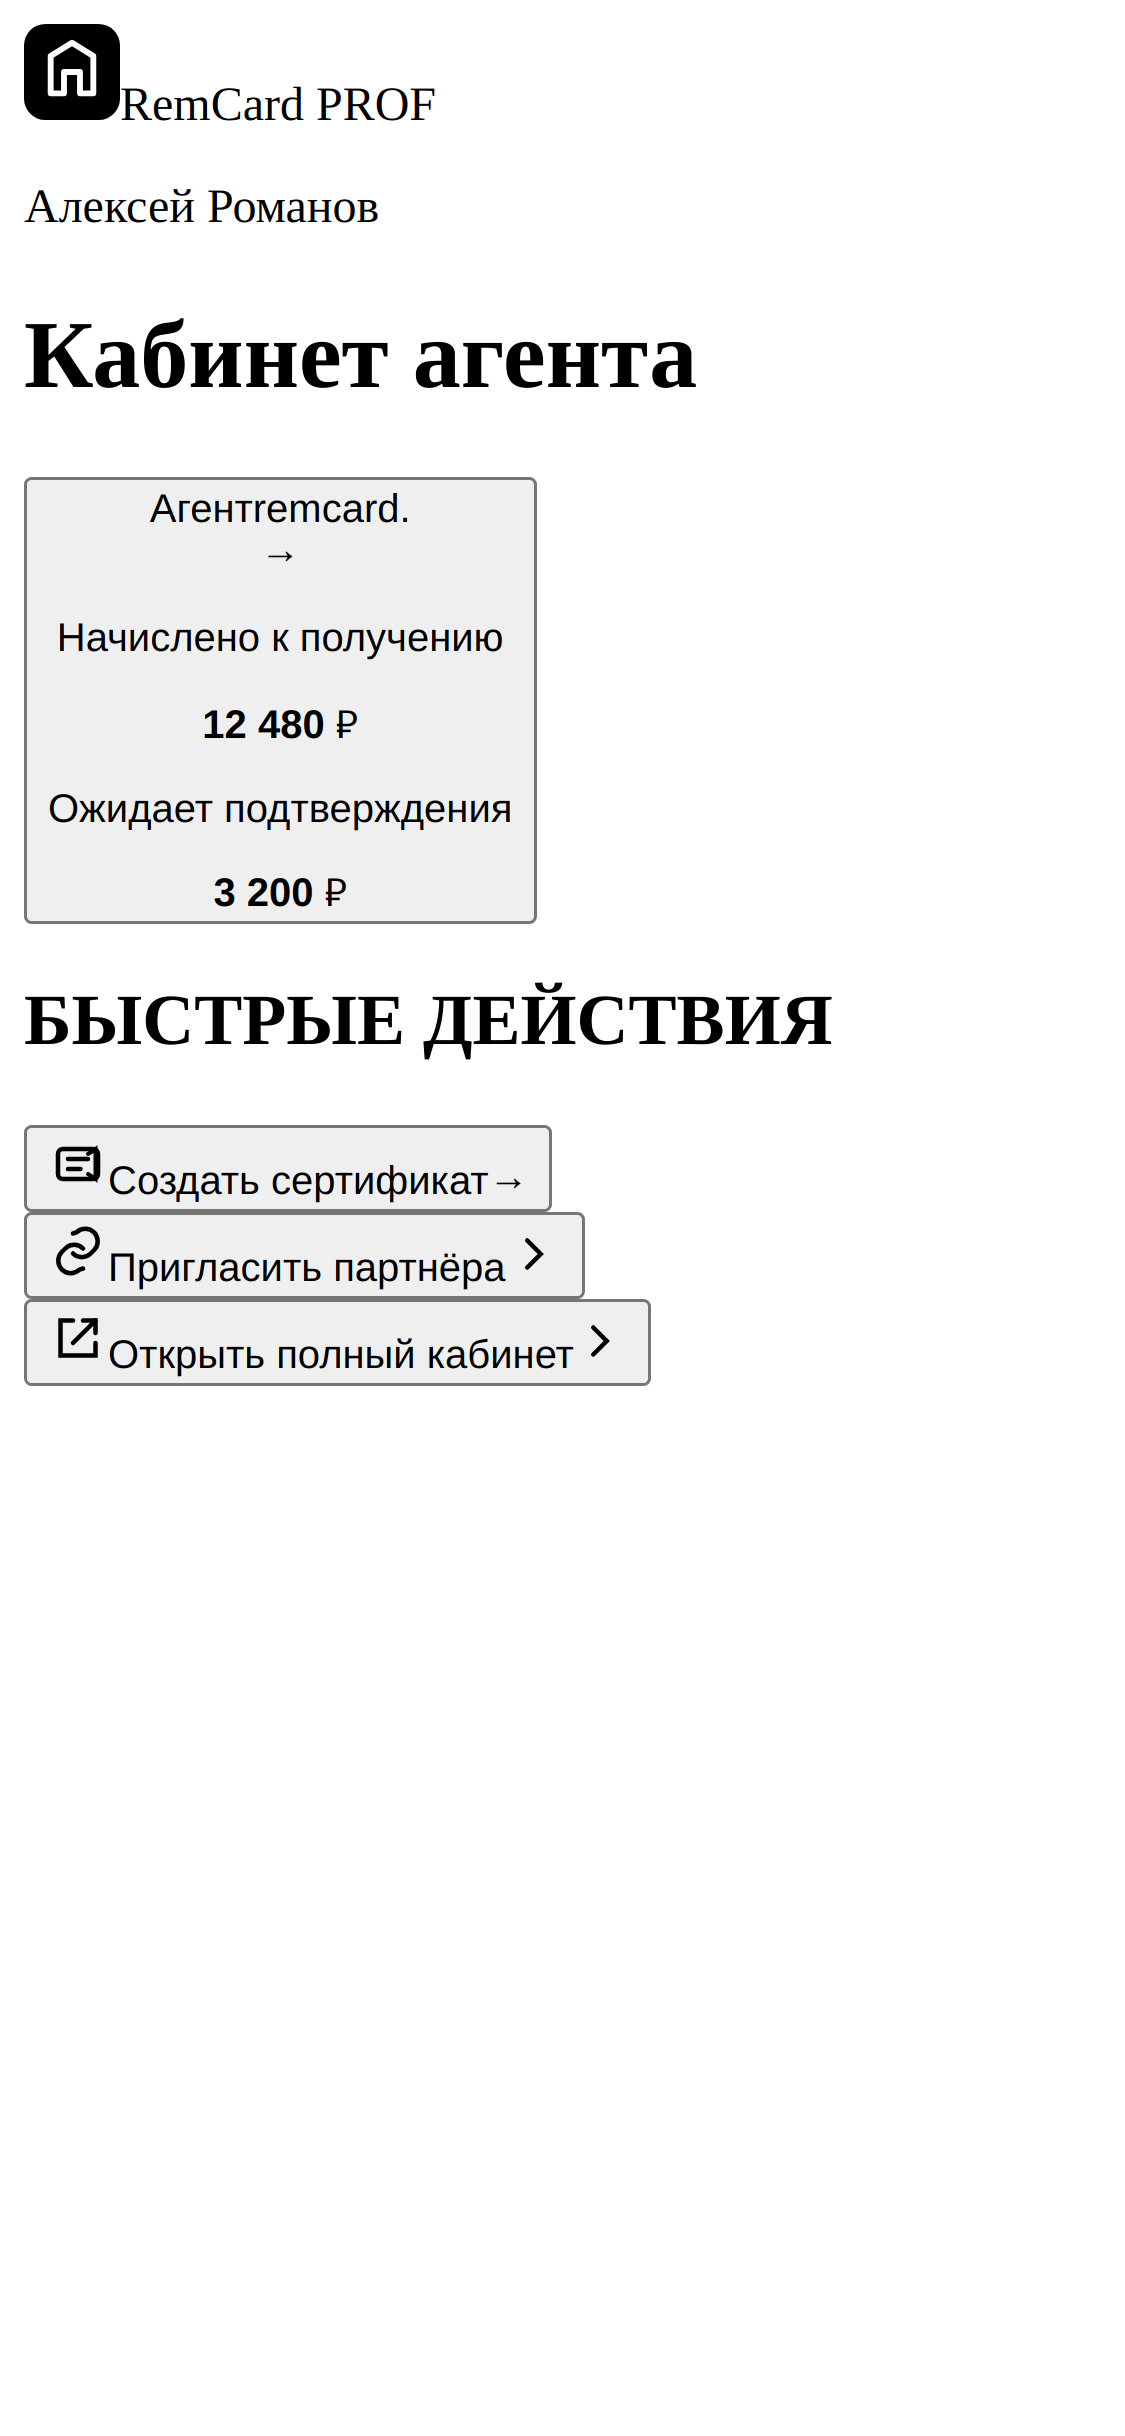 RemCard PROF
Алексей Романов
Кабинет агента
Агентremcard.
→
Начислено к получению
12 480 ₽
Ожидает подтверждения
3 200 ₽
БЫСТРЫЕ ДЕЙСТВИЯ
Создать сертификат→
Пригласить партнёра
Открыть полный кабинет